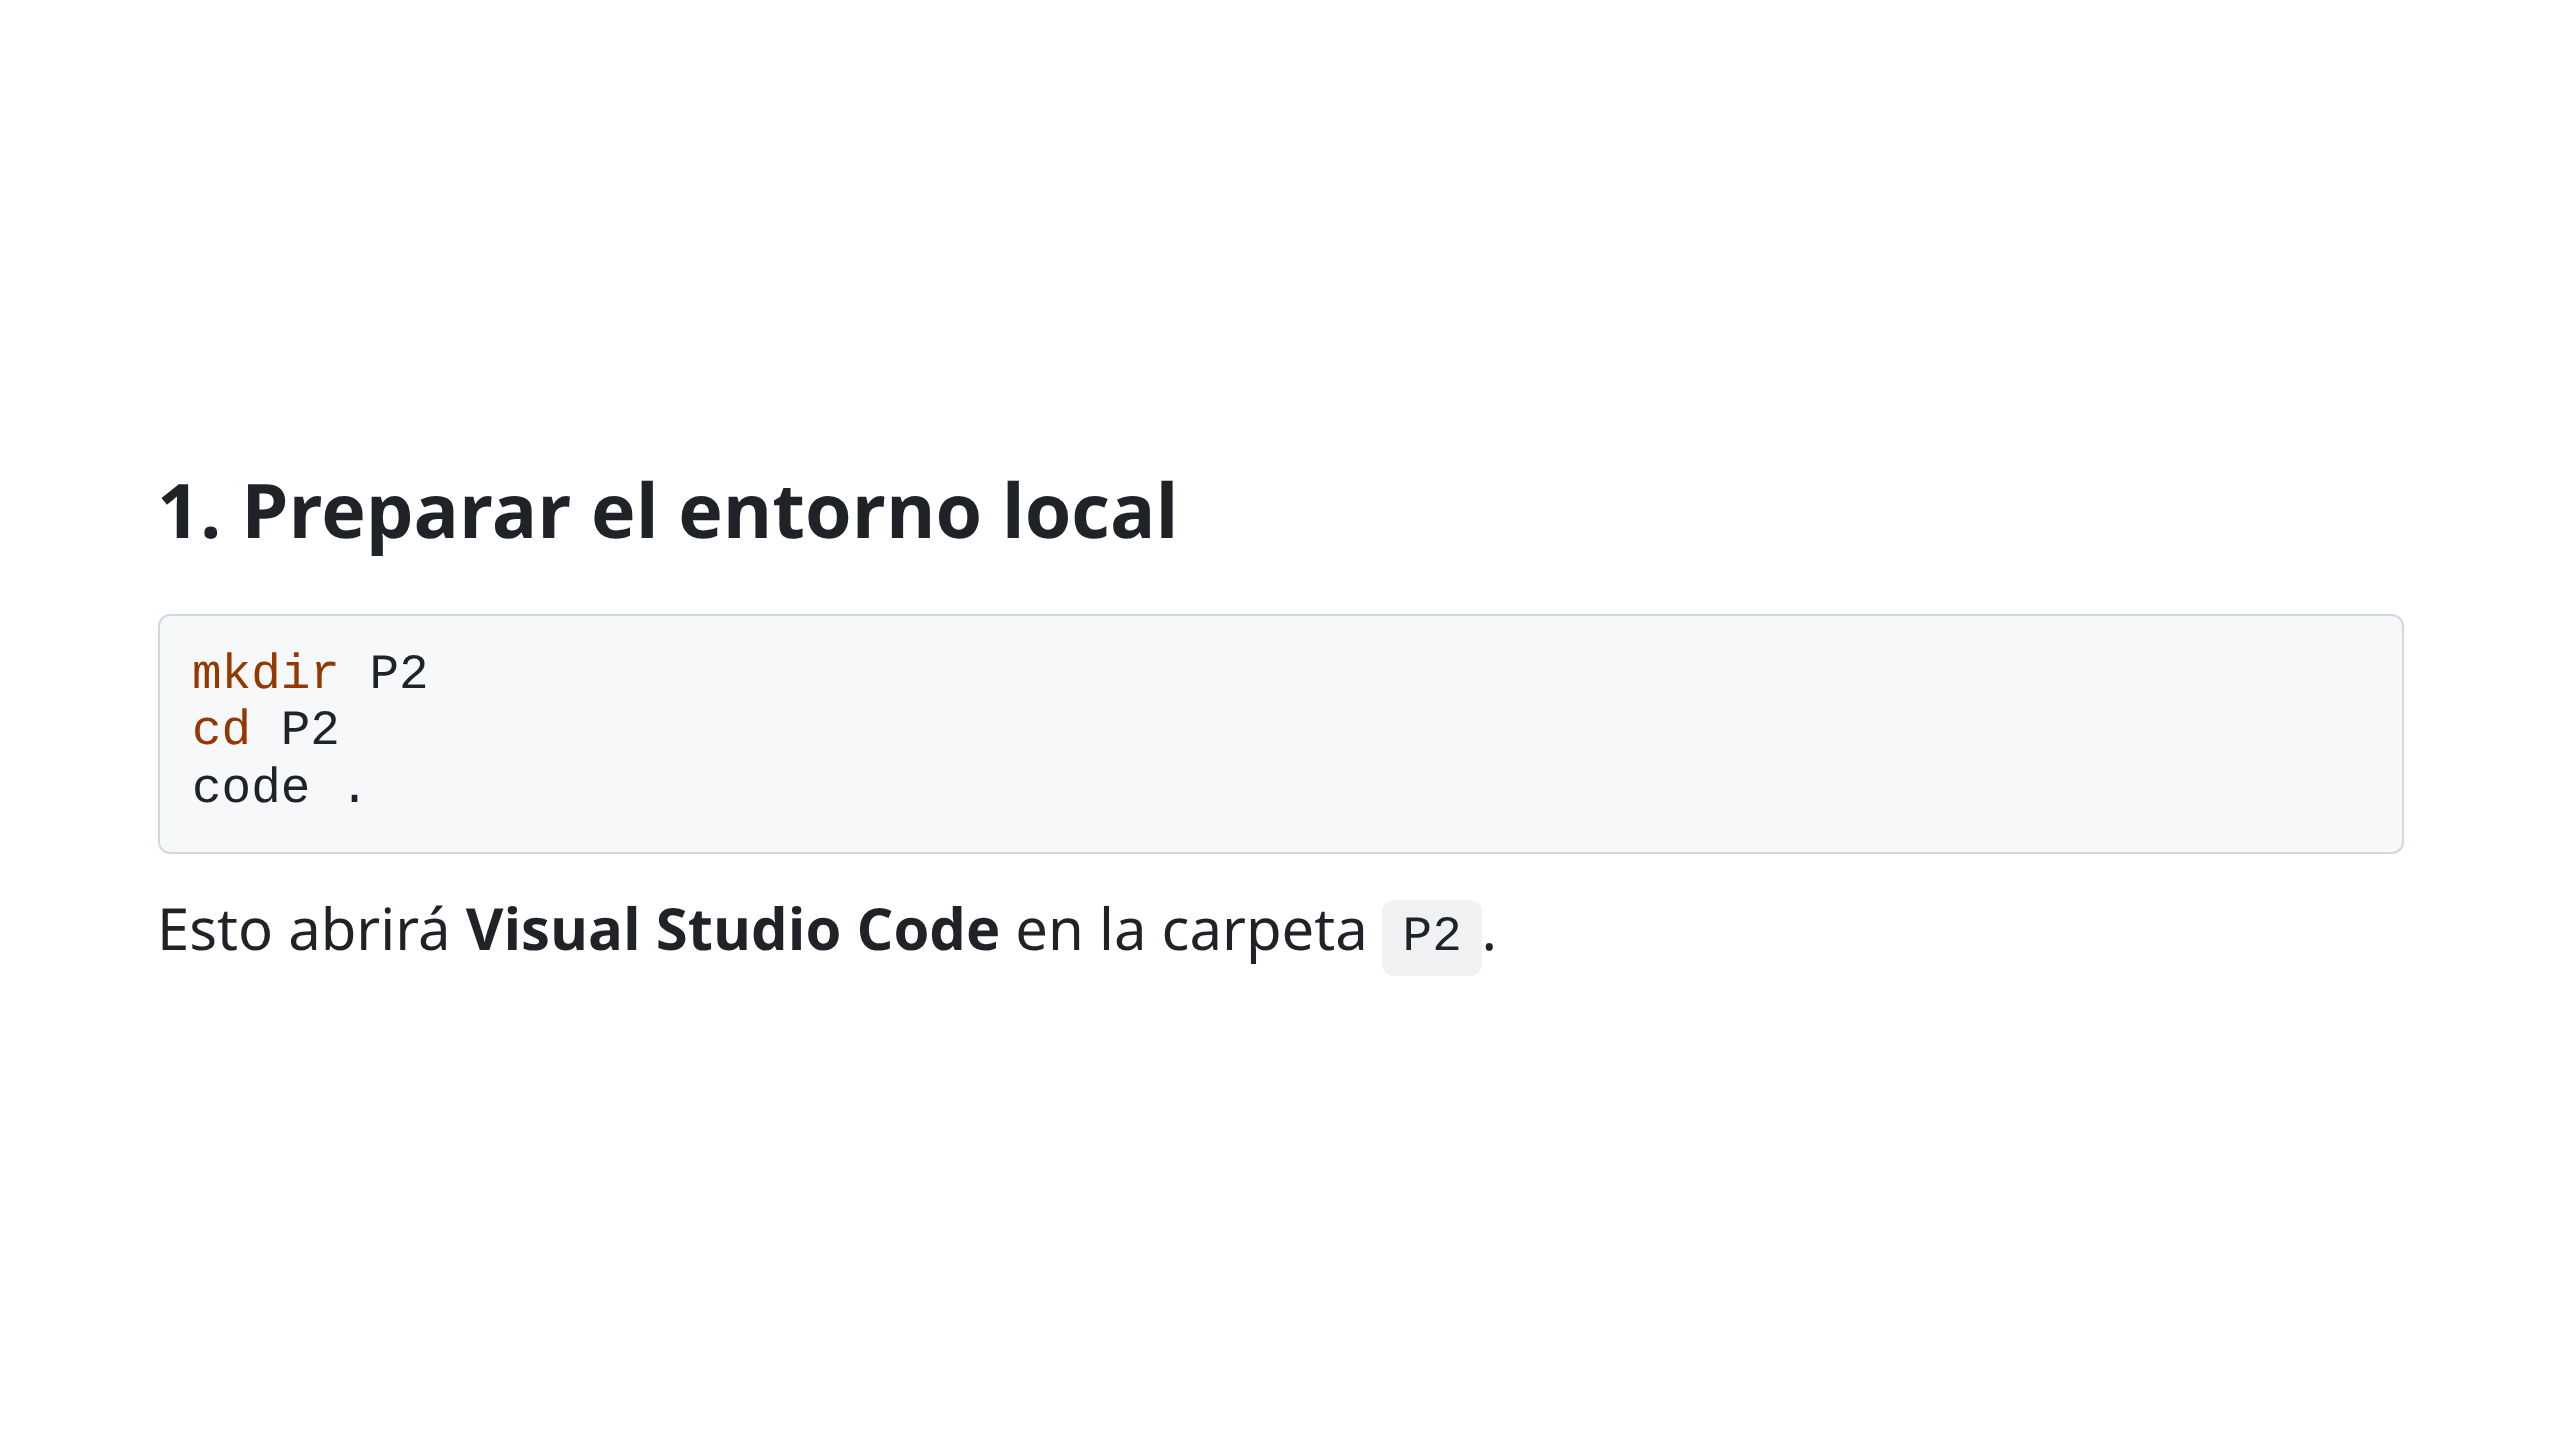 1. Preparar el entorno local
mkdir P2
cd P2
code .
Esto abrirá Visual Studio Code en la carpeta P2.